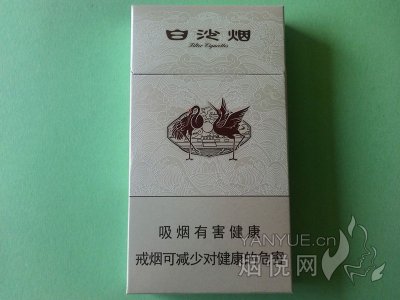 白沙烟
Filter Cigarettes
吸烟有害健康
戒烟可减少对健康的危害
YANYUE.cn
烟悦网